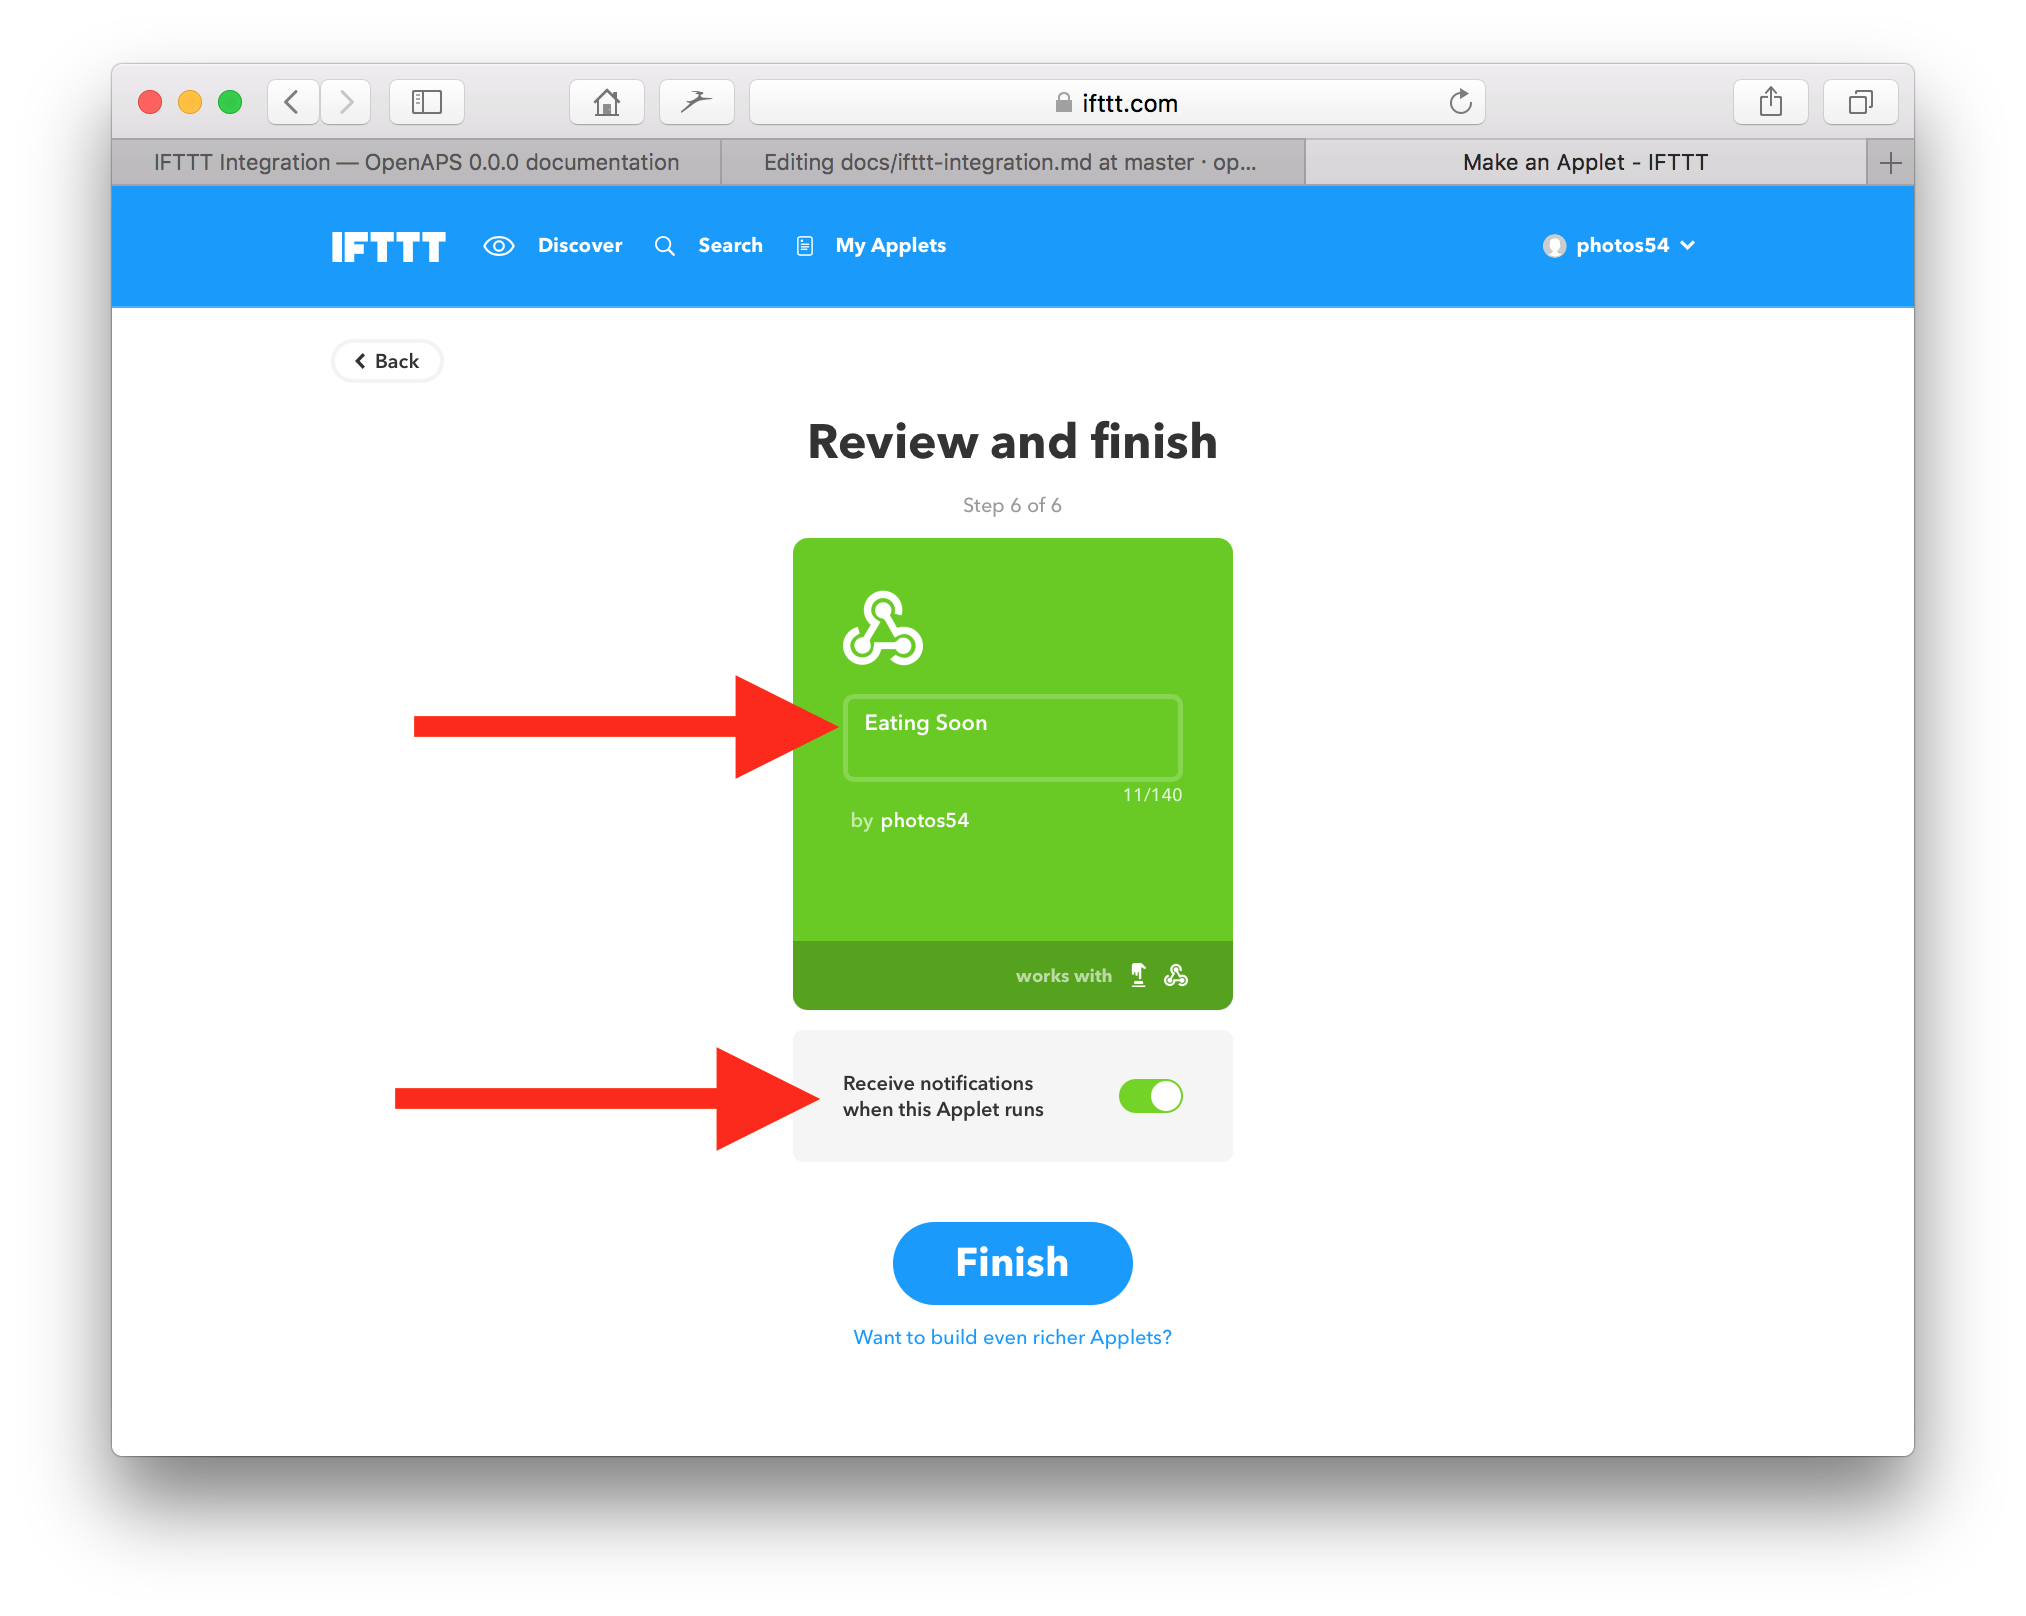 ifttt.com
IFTTT Integration — OpenAPS 0.0.0 documentation
Editing docs/ifttt-integration.md at master · op...
Make an Applet - IFTTT
IFTTT
Discover
Search
My Applets
photos54
Back
Review and finish
Step 6 of 6
Eating Soon
11/140
by photos54
works with
Receive notifications
when this Applet runs
Finish
Want to build even richer Applets?